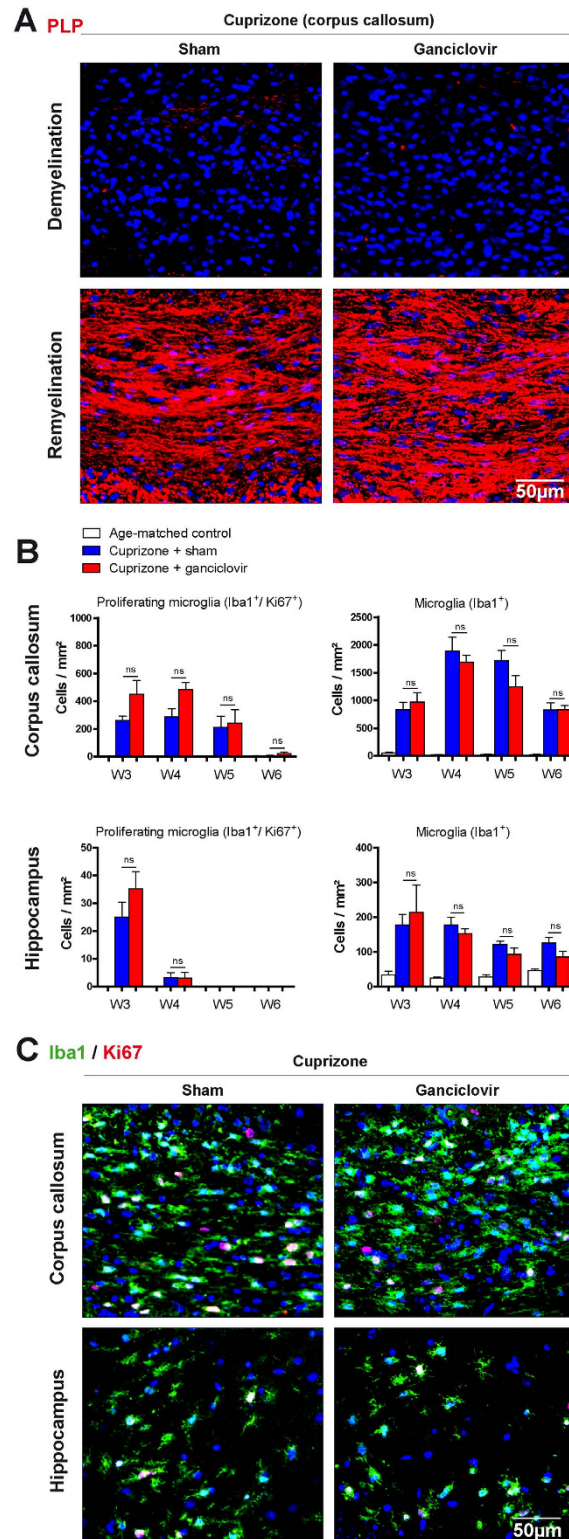 A PLP
Cuprizone (corpus callosum)
Sham Ganciclovir
Demyelination
Remyelination
50µm
B
Age-matched control
Cuprizone + sham
Cuprizone + ganciclovir
Corpus callosum
Proliferating microglia (Iba1⁺/ Ki67⁺)
Cells / mm²
1000
800
600
400
200
0
ns ns ns ns
W3 W4 W5 W6
Microglia (Iba1⁺)
Cells / mm²
2500
2000
1500
1000
500
0
ns ns ns ns
W3 W4 W5 W6
Hippocampus
Proliferating microglia (Iba1⁺/ Ki67⁺)
Cells / mm²
50
40
30
20
10
0
ns ns
W3 W4 W5 W6
Microglia (Iba1⁺)
Cells / mm²
400
300
200
100
0
ns ns ns ns
W3 W4 W5 W6
C Iba1 / Ki67
Cuprizone
Sham Ganciclovir
Corpus callosum
Hippocampus
50µm